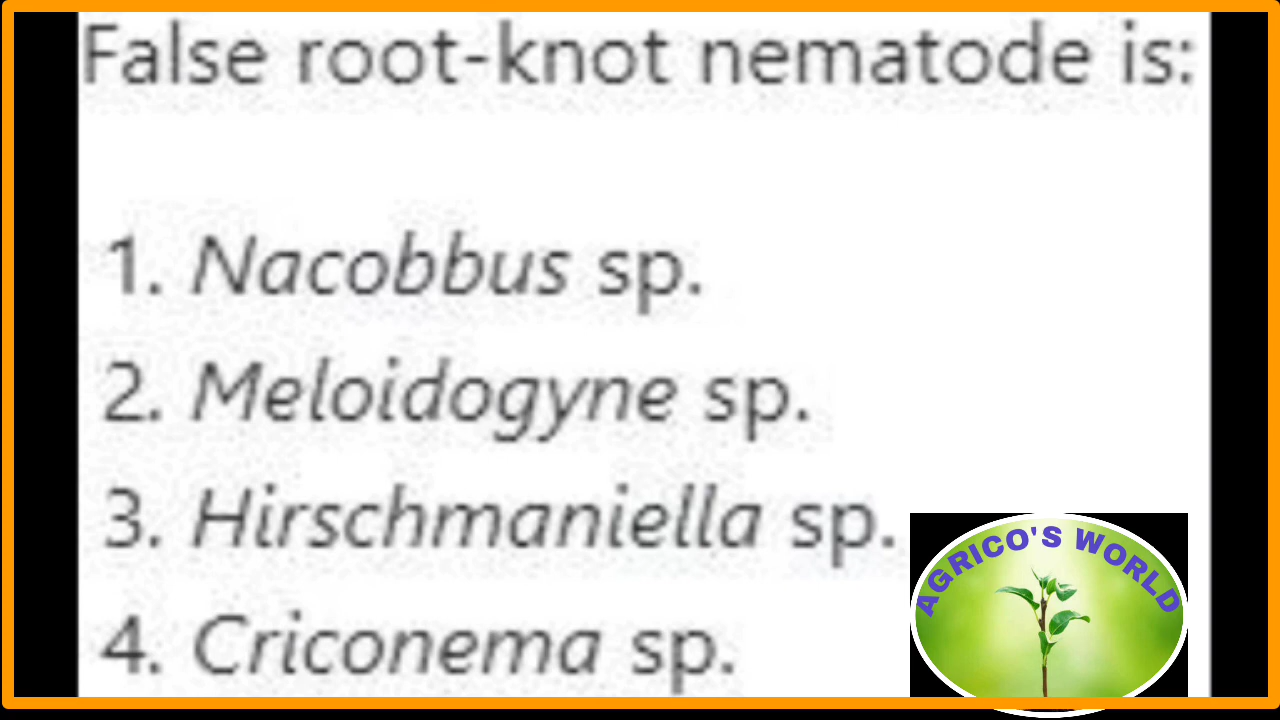 False root-knot nematode is:
1. Nacobbus sp.
2. Meloidogyne sp.
3. Hirschmaniella sp.
4. Criconema sp.
AGRICO'S WORLD